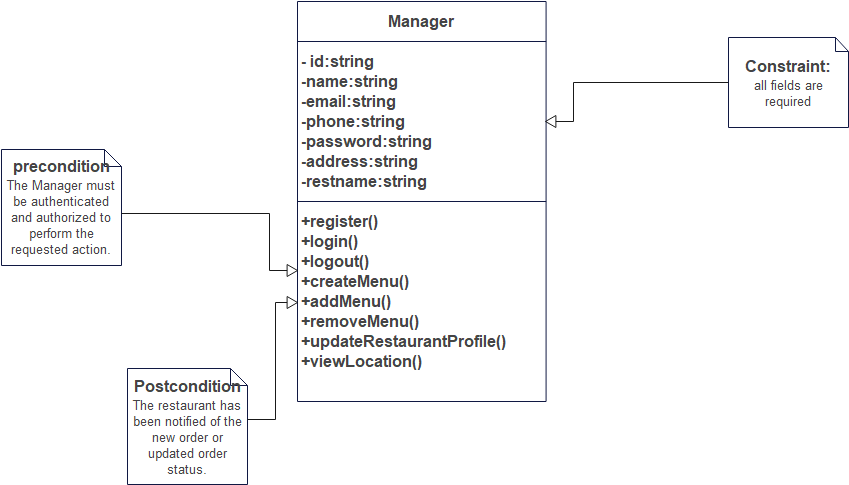 Manager
- id:string
-name:string
-email:string
-phone:string
-password:string
-address:string
-restname:string
+register()
+login()
+logout()
+createMenu()
+addMenu()
+removeMenu()
+updateRestaurantProfile()
+viewLocation()
Constraint:
all fields are
required
precondition
The Manager must
be authenticated
and authorized to
perform the
requested action.
Postcondition
The restaurant has
been notified of the
new order or
updated order
status.